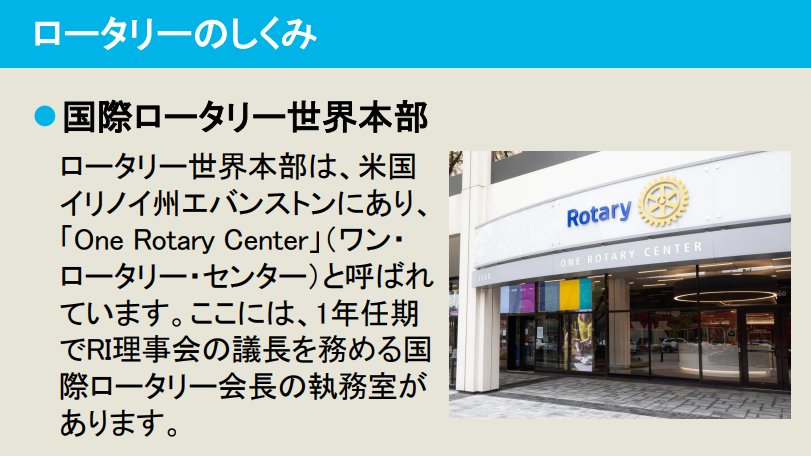 ロータリーのしくみ
●国際ロータリー世界本部
ロータリー世界本部は、米国
イリノイ州エバンストンにあり、
「One Rotary Center」（ワン・
ロータリー・センター）と呼ばれ
ています。ここには、1年任期
でRI理事会の議長を務める国
際ロータリー会長の執務室が
あります。
Rotary
ONE ROTARY CENTER